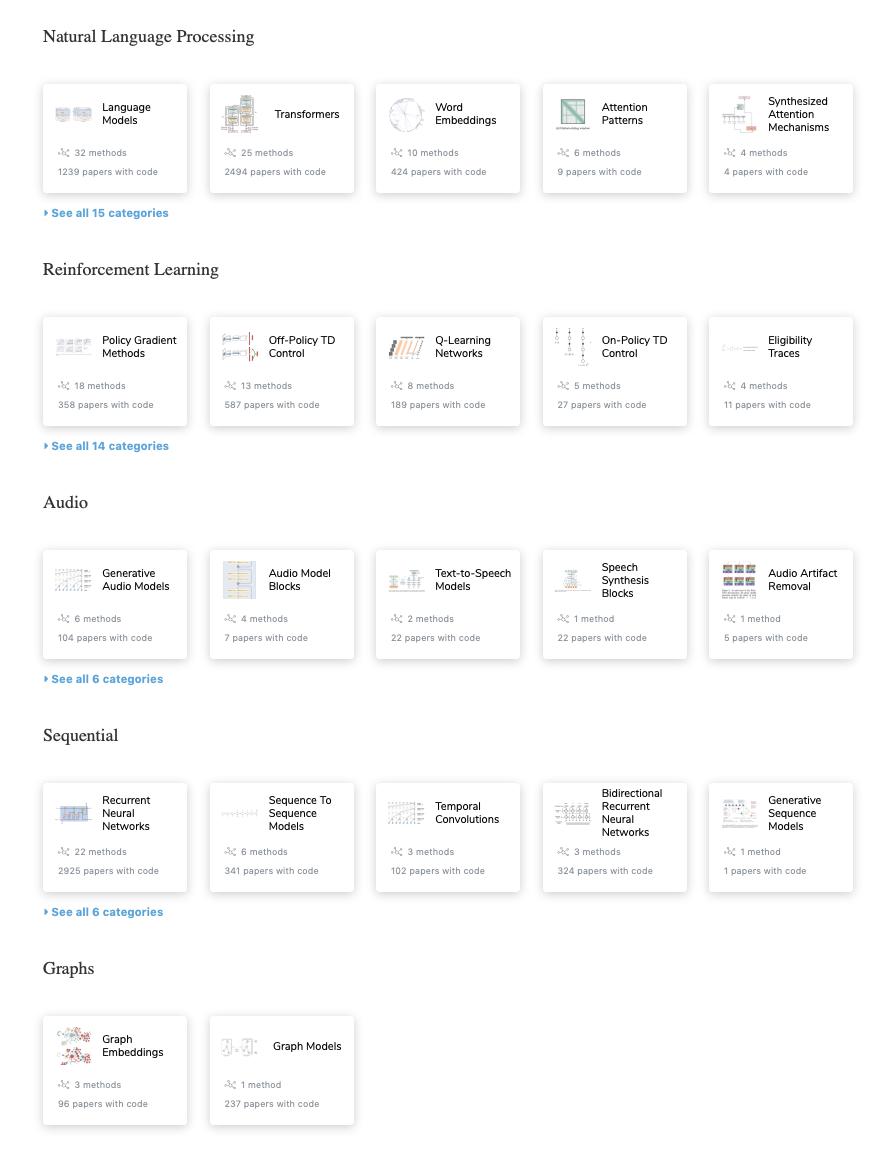 Natural Language Processing
Language
Models
32 methods
1239 papers with code
Transformers
25 methods
2494 papers with code
Word
Embeddings
10 methods
424 papers with code
Attention
Patterns
6 methods
9 papers with code
Synthesized
Attention
Mechanisms
4 methods
4 papers with code
See all 15 categories
Reinforcement Learning
Policy Gradient
Methods
18 methods
358 papers with code
Off-Policy TD
Control
13 methods
587 papers with code
Q-Learning
Networks
8 methods
189 papers with code
On-Policy TD
Control
5 methods
27 papers with code
Eligibility
Traces
4 methods
11 papers with code
See all 14 categories
Audio
Generative
Audio Models
6 methods
104 papers with code
Audio Model
Blocks
4 methods
7 papers with code
Text-to-Speech
Models
2 methods
22 papers with code
Speech
Synthesis
Blocks
1 method
22 papers with code
Audio Artifact
Removal
1 method
5 papers with code
See all 6 categories
Sequential
Recurrent
Neural
Networks
22 methods
2925 papers with code
Sequence To
Sequence
Models
6 methods
341 papers with code
Temporal
Convolutions
3 methods
102 papers with code
Bidirectional
Recurrent
Neural
Networks
3 methods
324 papers with code
Generative
Sequence
Models
1 method
1 papers with code
See all 6 categories
Graphs
Graph
Embeddings
3 methods
96 papers with code
Graph Models
1 method
237 papers with code